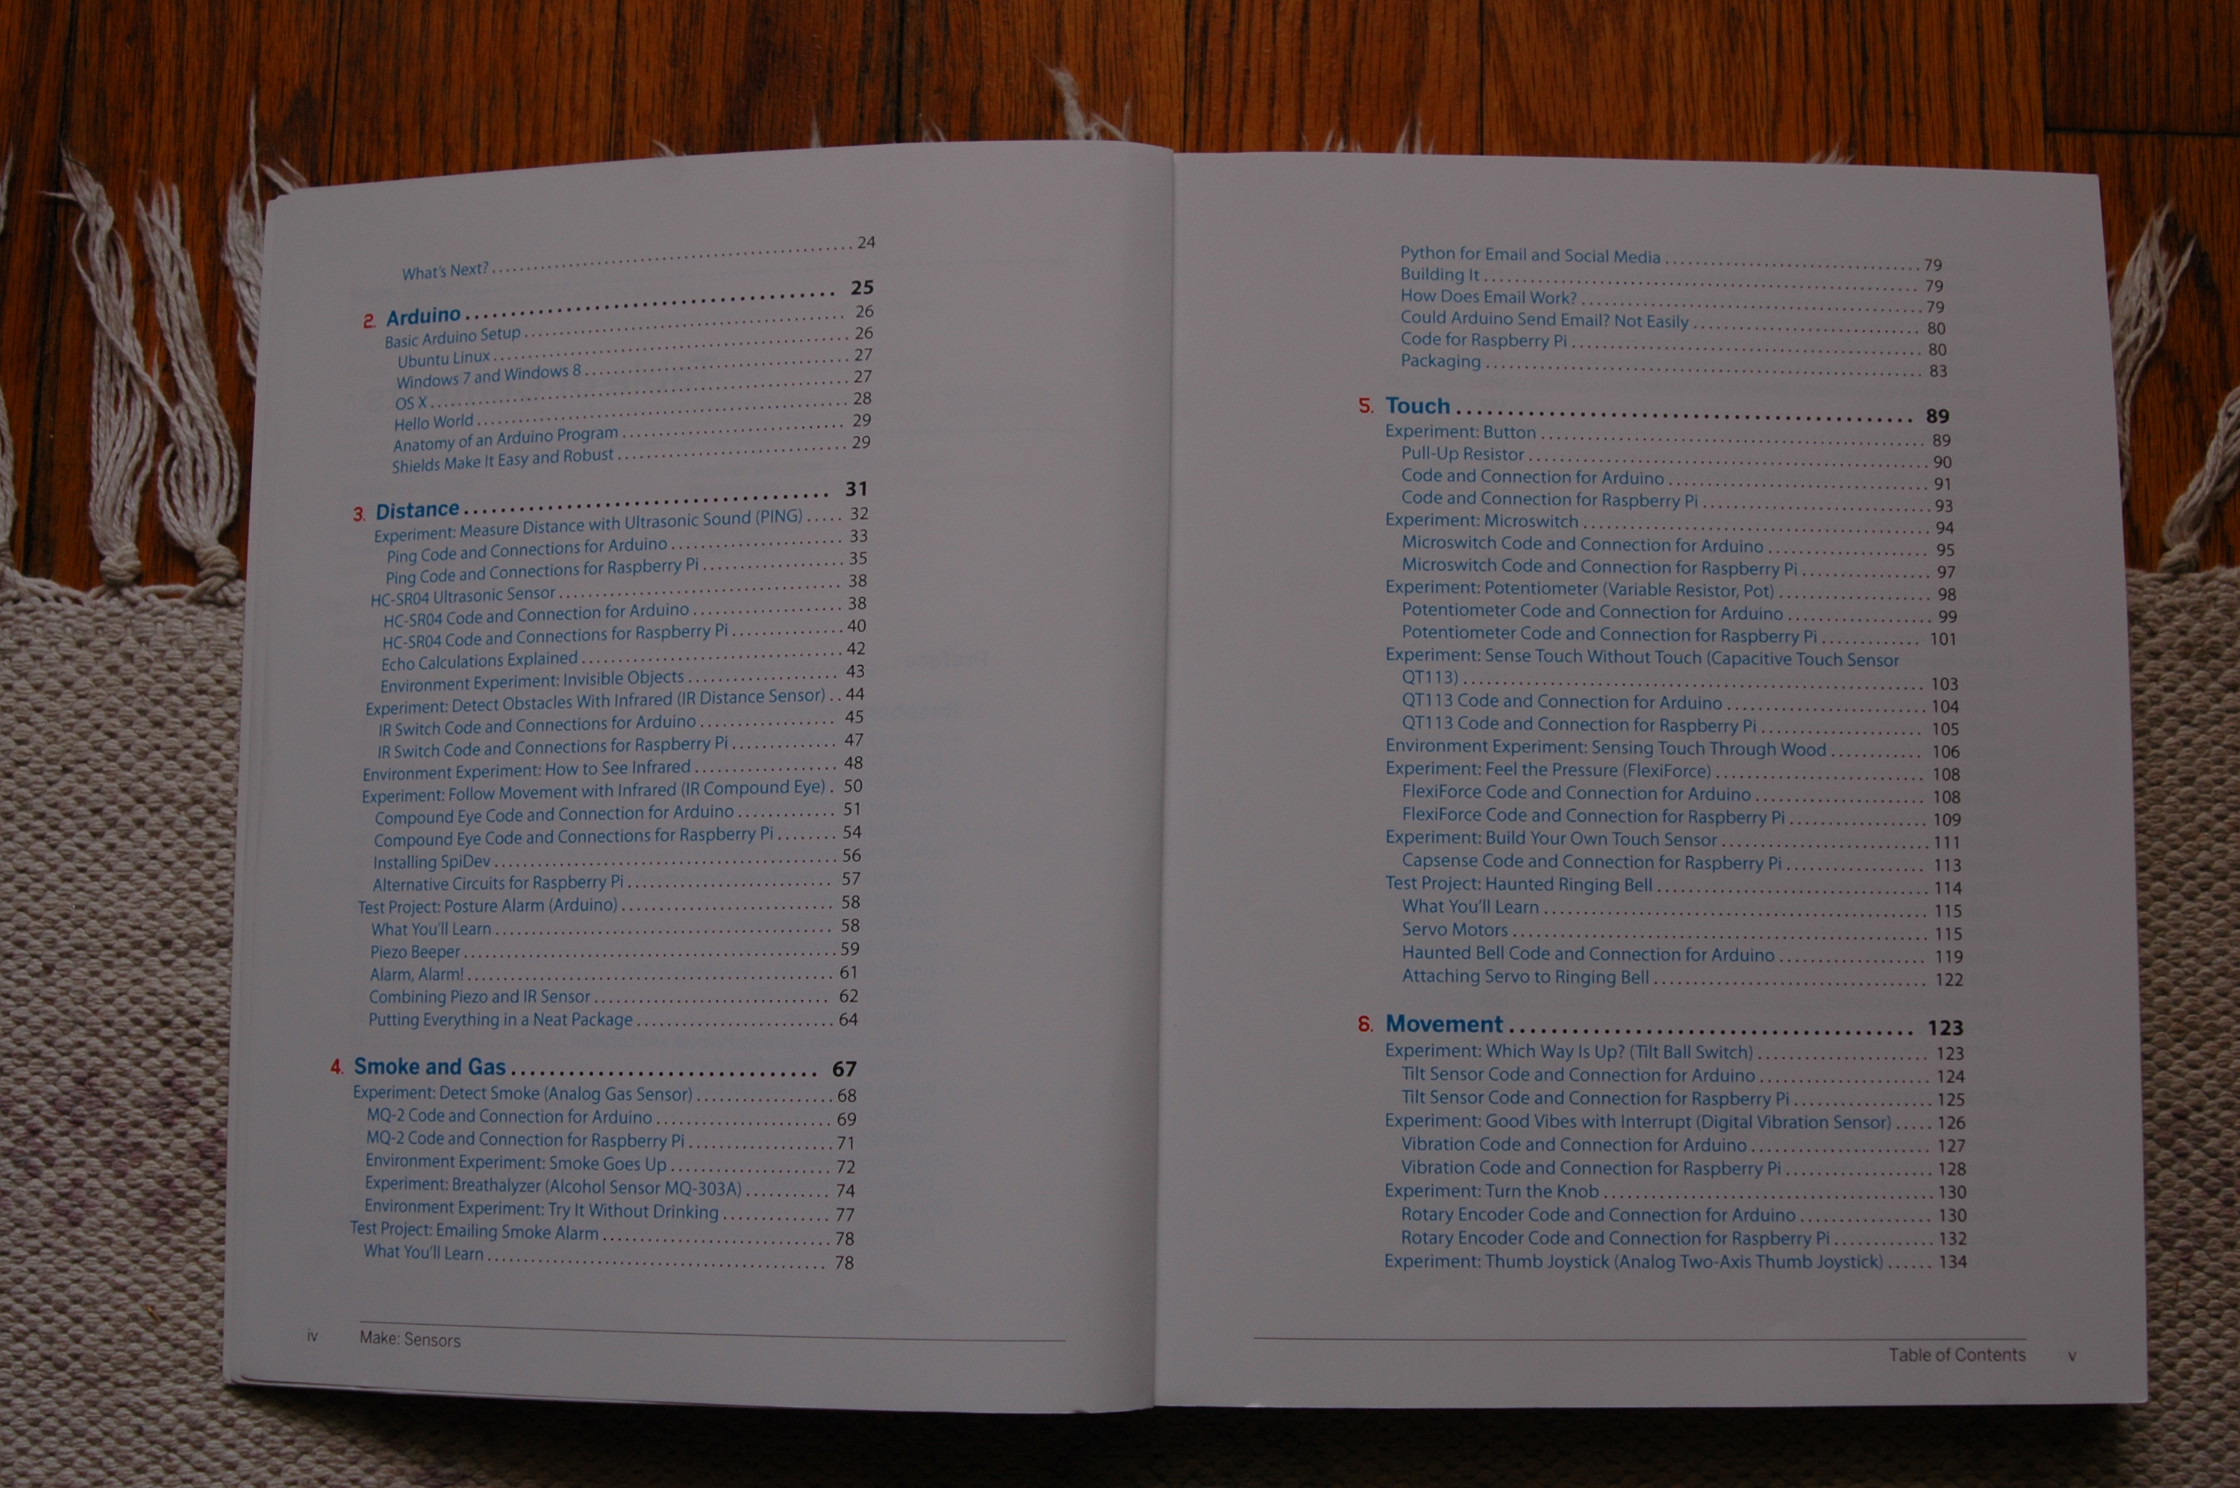 What's Next? 24
2. Arduino 25
Basic Arduino Setup 26
Ubuntu Linux 26
Windows 7 and Windows 8 27
OS X 27
Hello World 28
Anatomy of an Arduino Program 29
Shields Make It Easy and Robust 29
3. Distance 31
Experiment: Measure Distance with Ultrasonic Sound (PING) 32
Ping Code and Connections for Arduino 33
Ping Code and Connections for Raspberry Pi 35
HC-SR04 Ultrasonic Sensor 38
HC-SR04 Code and Connection for Arduino 38
HC-SR04 Code and Connections for Raspberry Pi 40
Echo Calculations Explained 42
Environment Experiment: Invisible Objects 43
Experiment: Detect Obstacles With Infrared (IR Distance Sensor) 44
IR Switch Code and Connections for Arduino 45
IR Switch Code and Connections for Raspberry Pi 47
Environment Experiment: How to See Infrared 48
Experiment: Follow Movement with Infrared (IR Compound Eye) 50
Compound Eye Code and Connection for Arduino 51
Compound Eye Code and Connections for Raspberry Pi 54
Installing SpiDev 56
Alternative Circuits for Raspberry Pi 57
Test Project: Posture Alarm (Arduino) 58
What You'll Learn 58
Piezo Beeper 59
Alarm, Alarm! 61
Combining Piezo and IR Sensor 62
Putting Everything in a Neat Package 64
4. Smoke and Gas 67
Experiment: Detect Smoke (Analog Gas Sensor) 68
MQ-2 Code and Connection for Arduino 69
MQ-2 Code and Connection for Raspberry Pi 71
Environment Experiment: Smoke Goes Up 72
Experiment: Breathalyzer (Alcohol Sensor MQ-303A) 74
Environment Experiment: Try It Without Drinking 77
Test Project: Emailing Smoke Alarm 78
What You'll Learn 78
iv Make: Sensors
Python for Email and Social Media 79
Building It 79
How Does Email Work? 79
Could Arduino Send Email? Not Easily 80
Code for Raspberry Pi 80
Packaging 83
5. Touch 89
Experiment: Button 89
Pull-Up Resistor 90
Code and Connection for Arduino 91
Code and Connection for Raspberry Pi 93
Experiment: Microswitch 94
Microswitch Code and Connection for Arduino 95
Microswitch Code and Connection for Raspberry Pi 97
Experiment: Potentiometer (Variable Resistor, Pot) 98
Potentiometer Code and Connection for Arduino 99
Potentiometer Code and Connection for Raspberry Pi 101
Experiment: Sense Touch Without Touch (Capacitive Touch Sensor
QT113) 103
QT113 Code and Connection for Arduino 104
QT113 Code and Connection for Raspberry Pi 105
Environment Experiment: Sensing Touch Through Wood 106
Experiment: Feel the Pressure (FlexiForce) 108
FlexiForce Code and Connection for Arduino 108
FlexiForce Code and Connection for Raspberry Pi 109
Experiment: Build Your Own Touch Sensor 111
Capsense Code and Connection for Raspberry Pi 113
Test Project: Haunted Ringing Bell 114
What You'll Learn 115
Servo Motors 115
Haunted Bell Code and Connection for Arduino 119
Attaching Servo to Ringing Bell 122
6. Movement 123
Experiment: Which Way Is Up? (Tilt Ball Switch) 123
Tilt Sensor Code and Connection for Arduino 124
Tilt Sensor Code and Connection for Raspberry Pi 125
Experiment: Good Vibes with Interrupt (Digital Vibration Sensor) 126
Vibration Code and Connection for Arduino 127
Vibration Code and Connection for Raspberry Pi 128
Experiment: Turn the Knob 130
Rotary Encoder Code and Connection for Arduino 130
Rotary Encoder Code and Connection for Raspberry Pi 132
Experiment: Thumb Joystick (Analog Two-Axis Thumb Joystick) 134
Table of Contents v